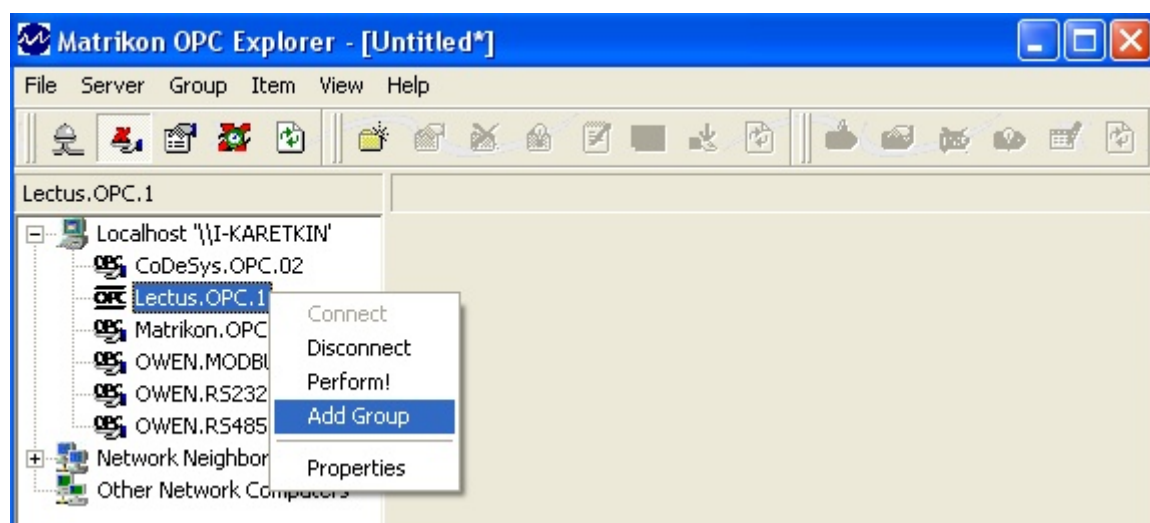 Matrikon OPC Explorer - [Untitled*]
File Server Group Item View Help
Lectus.OPC.1
Localhost '\\I-KARETKIN'
CoDeSys.OPC.02
Lectus.OPC.1
Matrikon.OPC
OWEN.MODBU
OWEN.RS232
OWEN.RS485
Network Neighbor
Other Network Computers
Connect
Disconnect
Perform!
Add Group
Properties